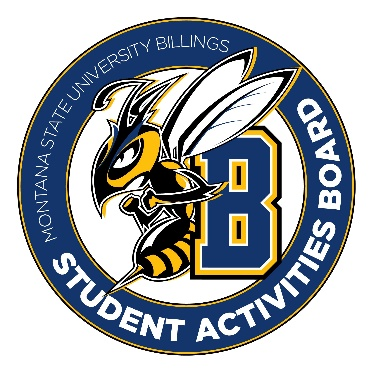 MONTANA STATE UNIVERSITY BILLINGS
B
STUDENT ACTIVITIES BOARD